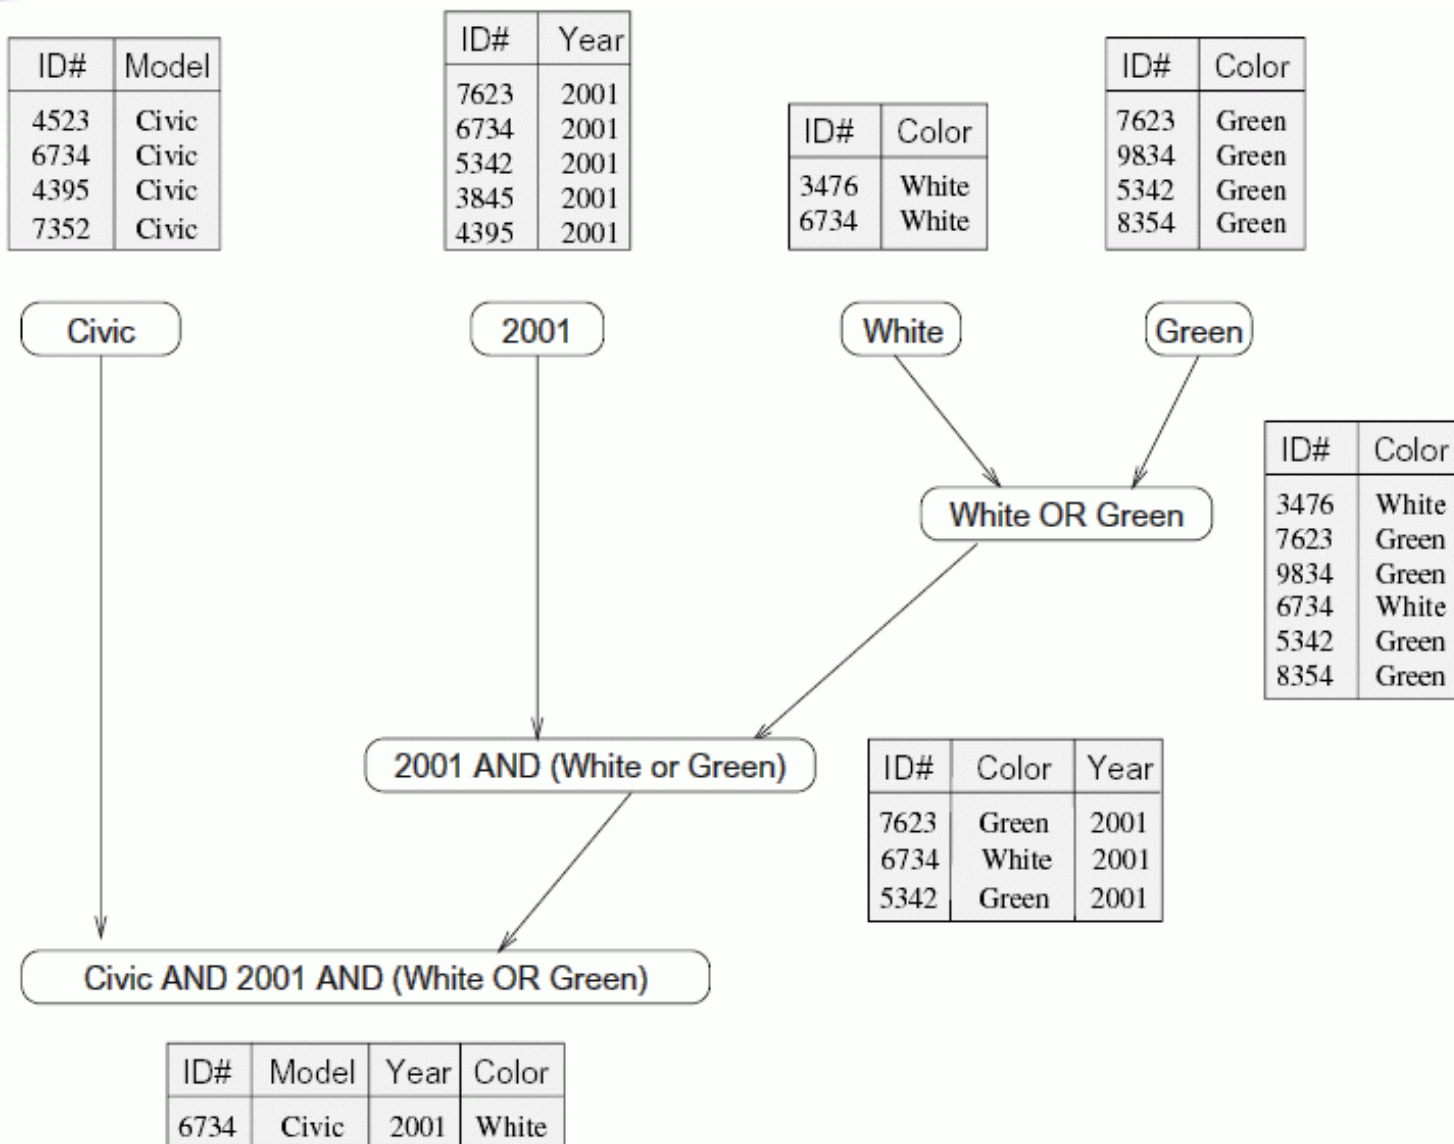 ID# Model
4523 Civic
6734 Civic
4395 Civic
7352 Civic
ID# Year
7623 2001
6734 2001
5342 2001
3845 2001
4395 2001
ID# Color
3476 White
6734 White
ID# Color
7623 Green
9834 Green
5342 Green
8354 Green
Civic
2001
White
Green
White OR Green
ID# Color
3476 White
7623 Green
9834 Green
6734 White
5342 Green
8354 Green
2001 AND (White or Green)
ID# Color Year
7623 Green 2001
6734 White 2001
5342 Green 2001
Civic AND 2001 AND (White OR Green)
ID# Model Year Color
6734 Civic 2001 White